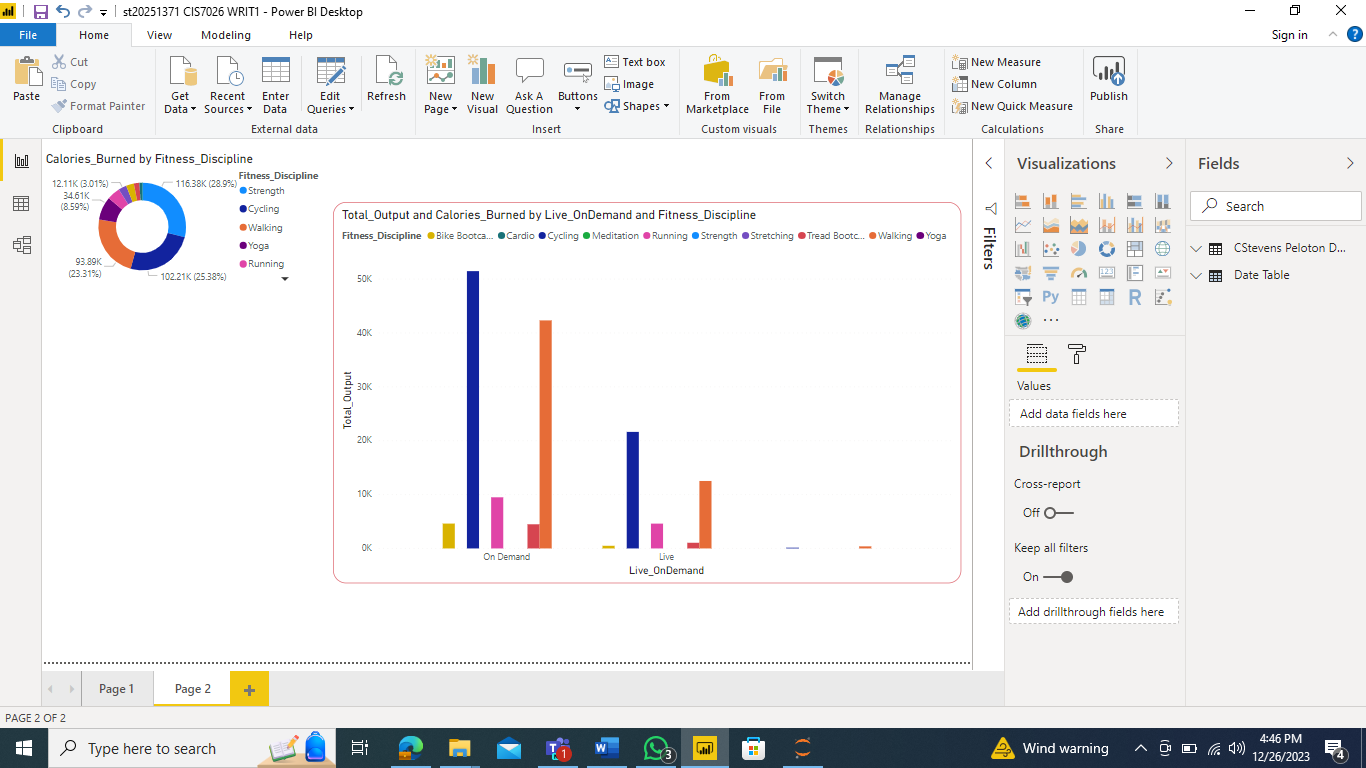 st20251371 CIS7026 WRIT1 - Power BI Desktop
File Home View Modeling Help Sign in
Paste
Cut
Copy
Format Painter
Clipboard
Get Data
Recent Sources
Enter Data
Edit Queries
Refresh
External data
New Page
New Visual
Ask A Question
Buttons
Text box
Image
Shapes
Insert
From Marketplace
From File
Custom visuals
Switch Theme
Themes
Manage Relationships
Relationships
New Measure
New Column
New Quick Measure
Calculations
Publish
Share
Calories_Burned by Fitness_Discipline
12.11K (3.01%)
34.61K
(8.59%)
93.89K
(23.31%)
116.38K (28.9%)
102.21K (25.38%)
Fitness_Discipline
Strength
Cycling
Walking
Yoga
Running
Total_Output and Calories_Burned by Live_OnDemand and Fitness_Discipline
Fitness_Discipline Bike Bootca... Cardio Cycling Meditation Running Strength Stretching Tread Bootc... Walking Yoga
50K
40K
30K
20K
10K
0K
Total_Output
On Demand Live
Live_OnDemand
Filters
Visualizations
Py
R
123
Values
Add data fields here
Drillthrough
Cross-report
Off
Keep all filters
On
Add drillthrough fields here
Fields
Search
CStevens Peloton D...
Date Table
Page 1 Page 2 +
PAGE 2 OF 2
Type here to search
1
W
3
Wind warning
4:46 PM
12/26/2023
4